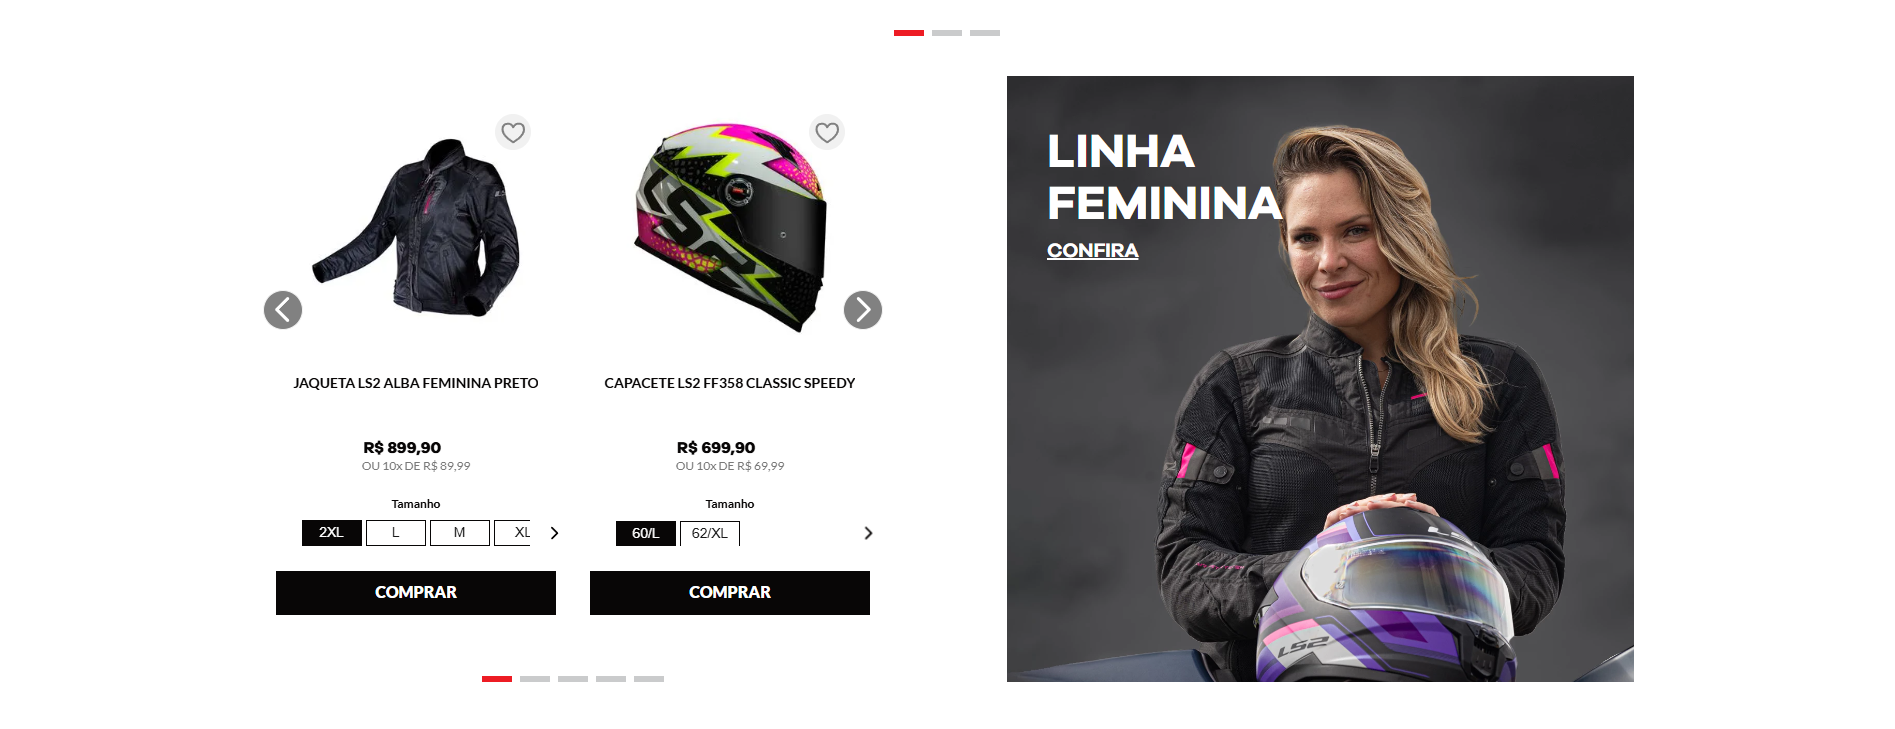 JAQUETA LS2 ALBA FEMININA PRETO
R$ 899,90
OU 10x DE R$ 89,99
Tamanho
2XL L M XL
COMPRAR
CAPACETE LS2 FF358 CLASSIC SPEEDY
R$ 699,90
OU 10x DE R$ 69,99
Tamanho
60/L 62/XL
COMPRAR
LINHA
FEMININA
CONFIRA
LS2